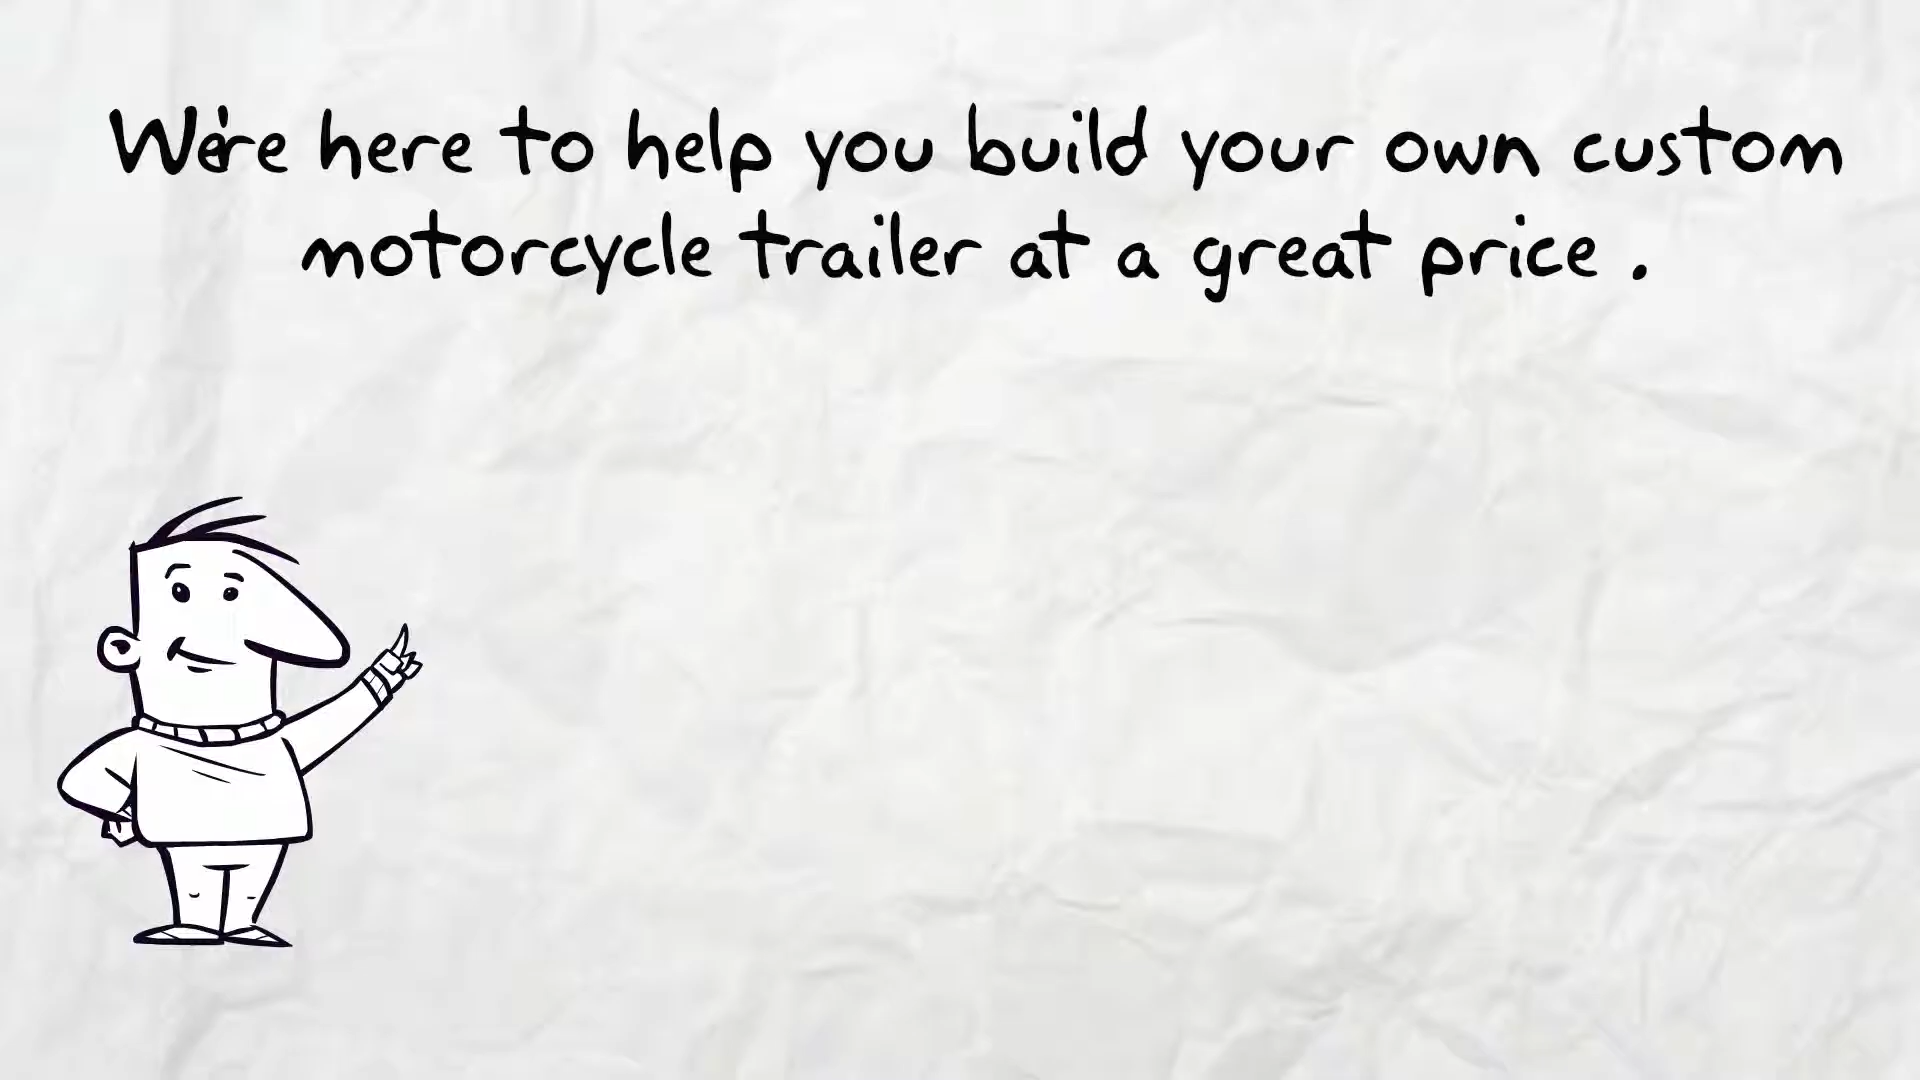 We're here to help you build your own custom
motorcycle trailer at a great price .